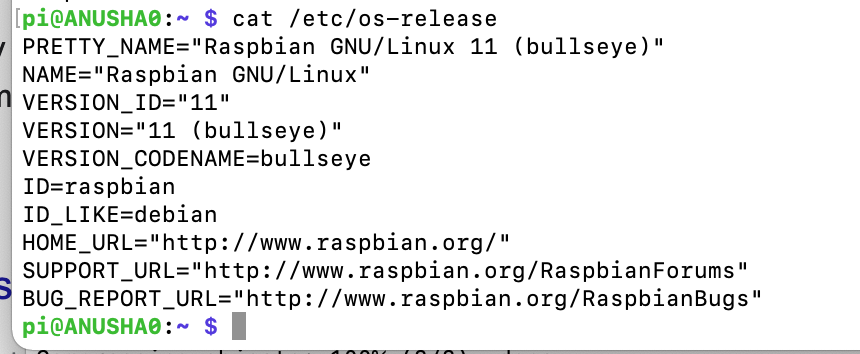 pi@ANUSHA0:~ $ cat /etc/os-release
PRETTY_NAME="Raspbian GNU/Linux 11 (bullseye)"
NAME="Raspbian GNU/Linux"
VERSION_ID="11"
VERSION="11 (bullseye)"
VERSION_CODENAME=bullseye
ID=raspbian
ID_LIKE=debian
HOME_URL="http://www.raspbian.org/"
SUPPORT_URL="http://www.raspbian.org/RaspbianForums"
BUG_REPORT_URL="http://www.raspbian.org/RaspbianBugs"
pi@ANUSHA0:~ $